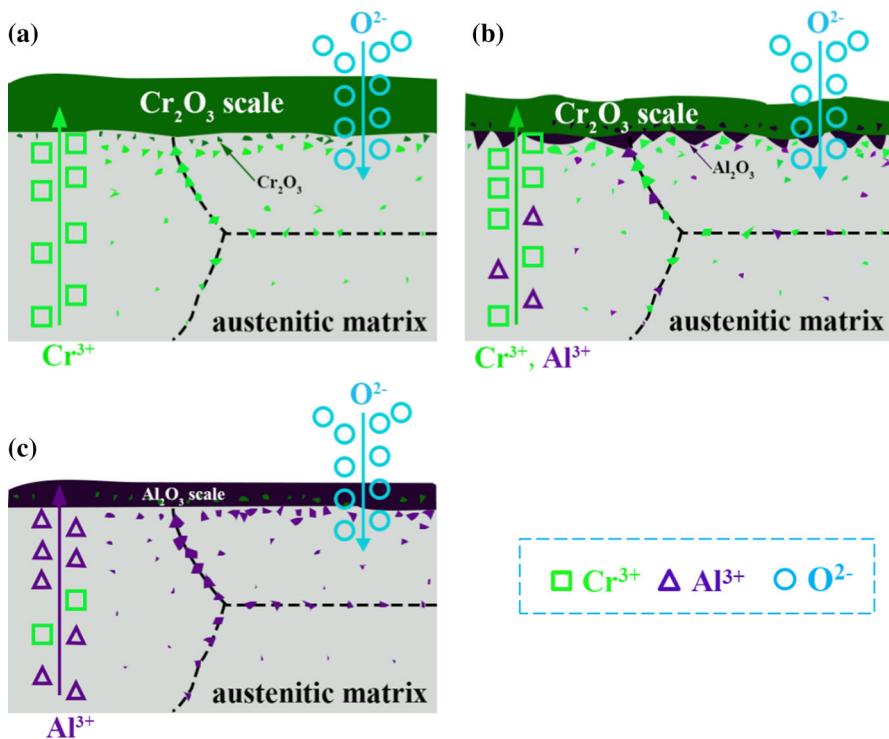 (a)
O²⁻
Cr₂O₃ scale
Cr₂O₃
austenitic matrix
Cr³⁺
(b)
O²⁻
Cr₂O₃ scale
Al₂O₃
austenitic matrix
Cr³⁺, Al³⁺
(c)
O²⁻
Al₂O₃ scale
austenitic matrix
Al³⁺
Cr³⁺ Al³⁺ O²⁻